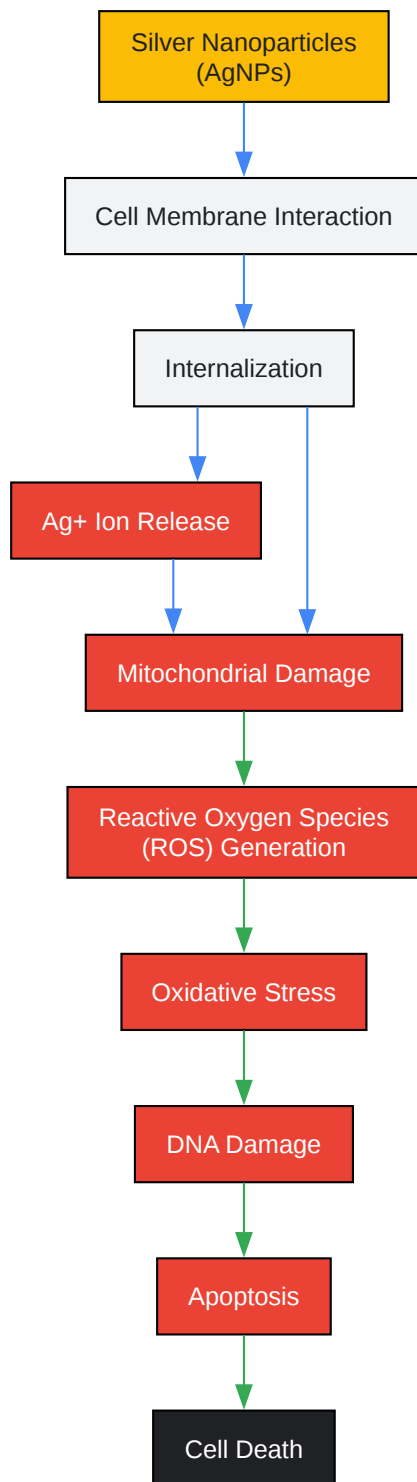 Silver Nanoparticles
(AgNPs)
Cell Membrane Interaction
Internalization
Ag+ Ion Release
Mitochondrial Damage
Reactive Oxygen Species
(ROS) Generation
Oxidative Stress
DNA Damage
Apoptosis
Cell Death